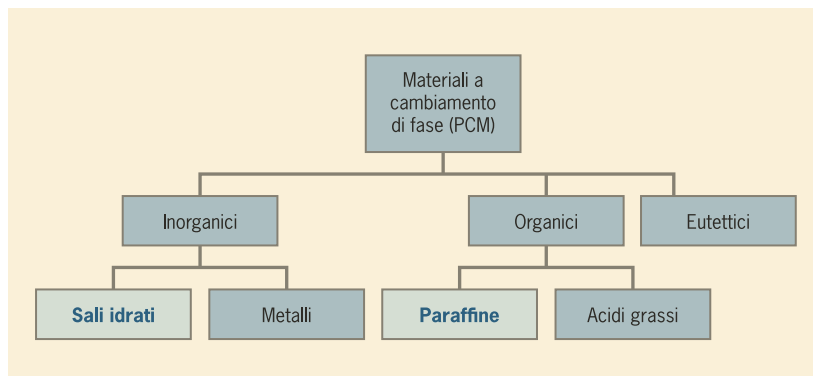 Materiali a
cambiamento
di fase (PCM)
Inorganici
Organici
Eutettici
Sali idrati
Metalli
Paraffine
Acidi grassi